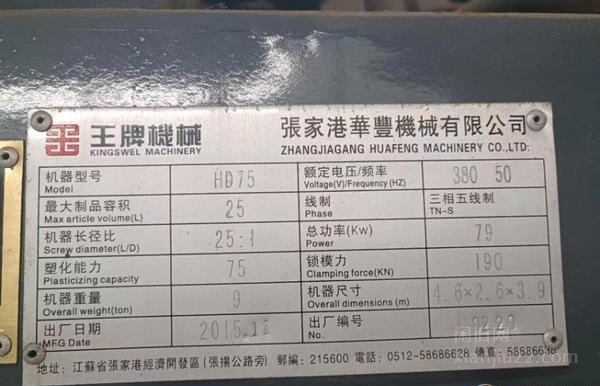 王牌機械 張家港華豐機械有限公司
KINGSWEL MACHINERY ZHANGJIAGANG HUAFENG MACHINERY CO.,LTD:
机器型号 HD75 额定电压/频率 380 50
Model Voltage(V)/Frequency(HZ)
最大制品容积 25 线制 三相五线制
Max article volume(L) Phase TN-S
机器长径比 25:1 总功率(Kw) 79
Screw diameter(L/D) Power
塑化能力 75 锁模力 190
Plasticizing capacity Clamping force(KN)
机器重量 9 机器尺寸 4.6×2.6×3.9
Overall weight(ton) Overall dimensions (m)
出厂日期 2015.12 出厂编号
MFG Date No.
地址: 江蘇省張家港經濟開發區 (張揚公路旁) 郵編: 215600 電話: 0512-58686628 傳真: 58686638